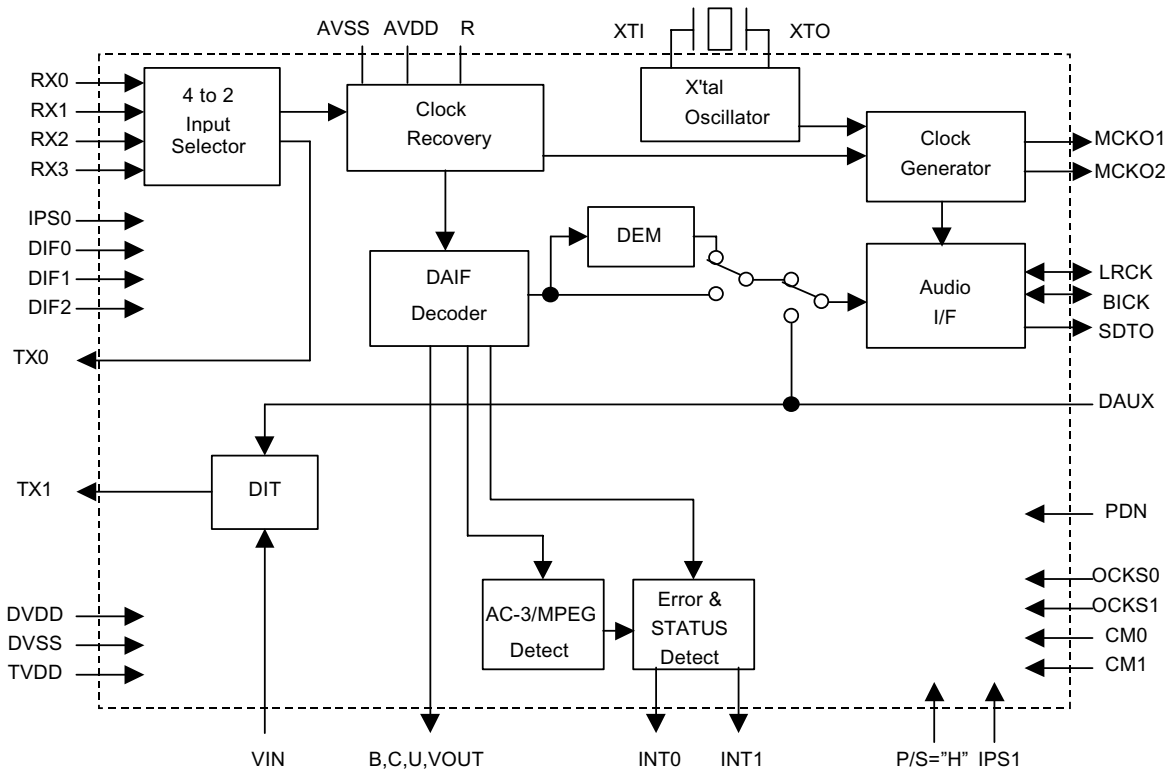 AVSS AVDD R XTI XTO
RX0
RX1
RX2
RX3
4 to 2
Input
Selector
Clock
Recovery
X'tal
Oscillator
Clock
Generator
MCKO1
MCKO2
IPS0
DIF0
DIF1
DIF2
DEM
DAIF
Decoder
Audio
I/F
LRCK
BICK
SDTO
TX0
DAUX
TX1
DIT
PDN
AC-3/MPEG
Detect
Error &
STATUS
Detect
OCKS0
OCKS1
CM0
CM1
DVDD
DVSS
TVDD
VIN B,C,U,VOUT INT0 INT1 P/S=”H” IPS1